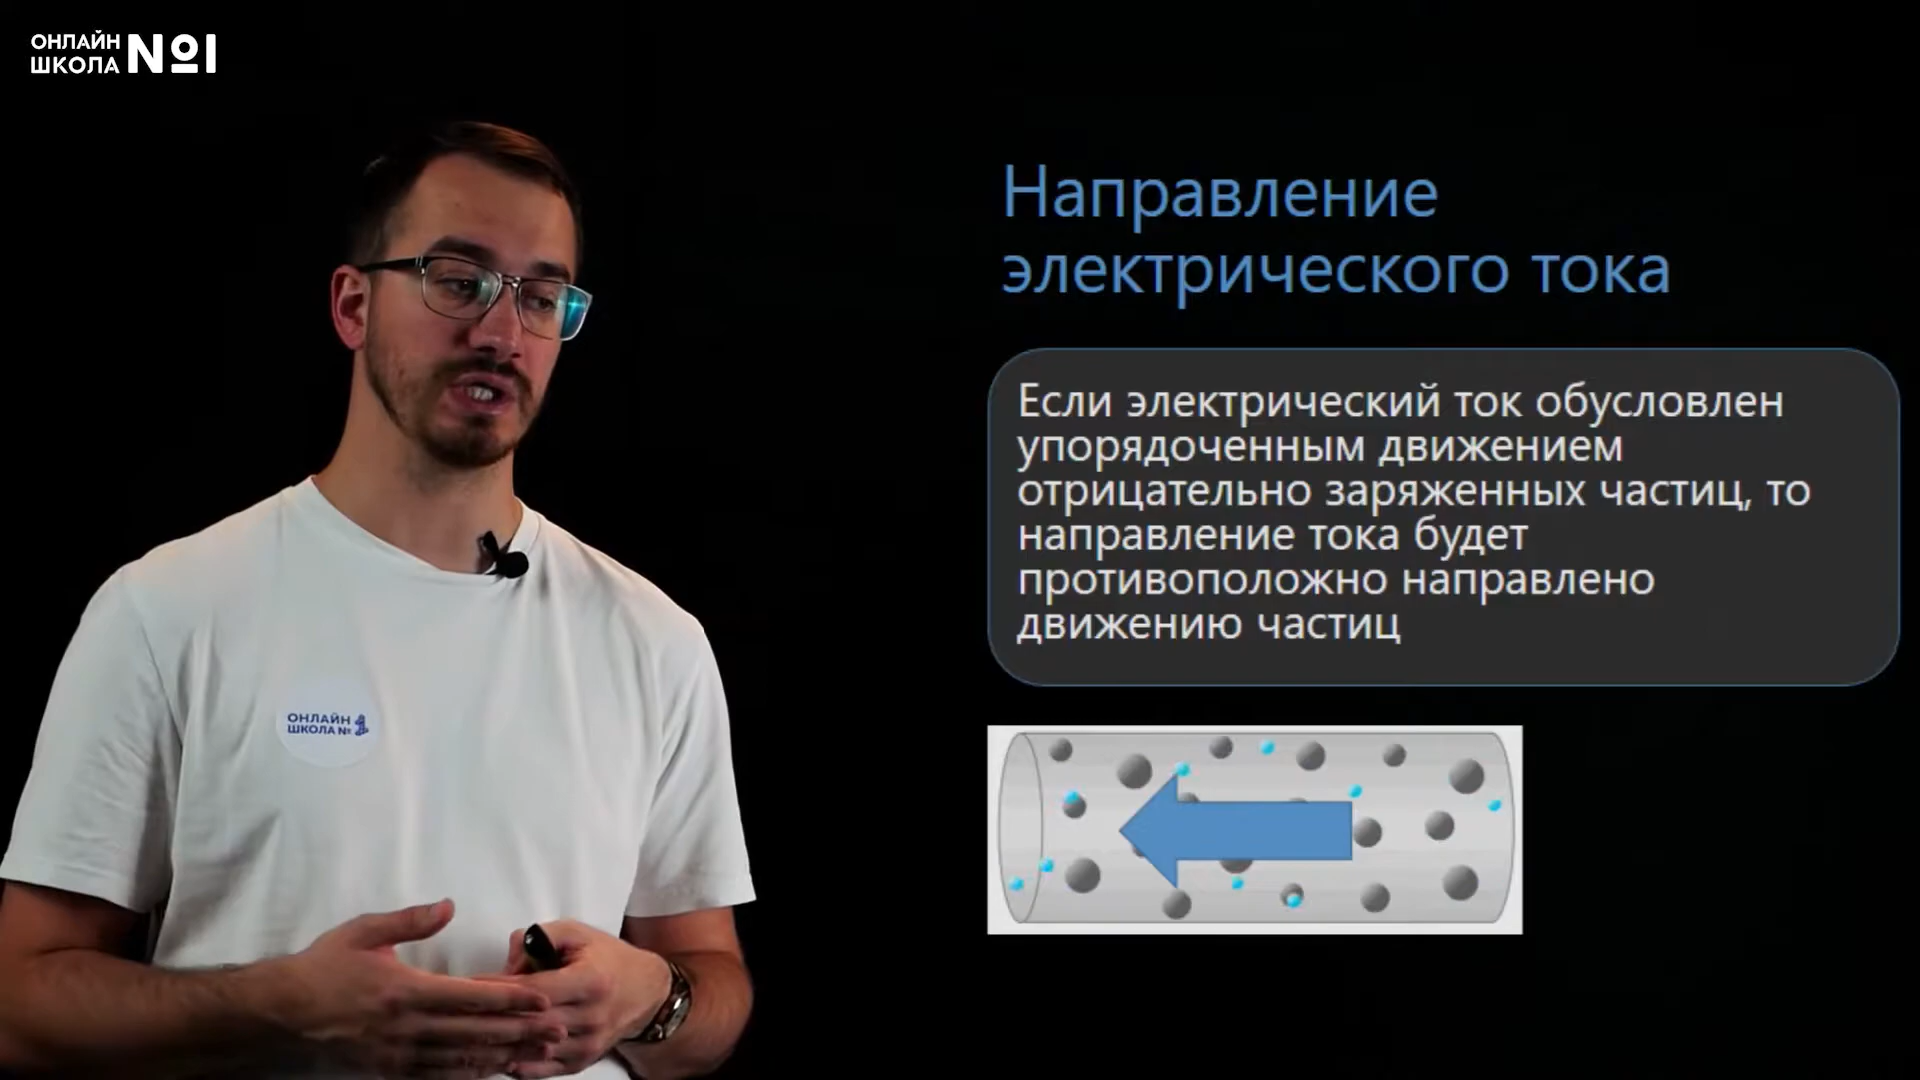 ОНЛАЙН
ШКОЛА №1
Направление
электрического тока
Если электрический ток обусловлен
упорядоченным движением
отрицательно заряженных частиц, то
направление тока будет
противоположно направлено
движению частиц
ОНЛАЙН
ШКОЛА № 1